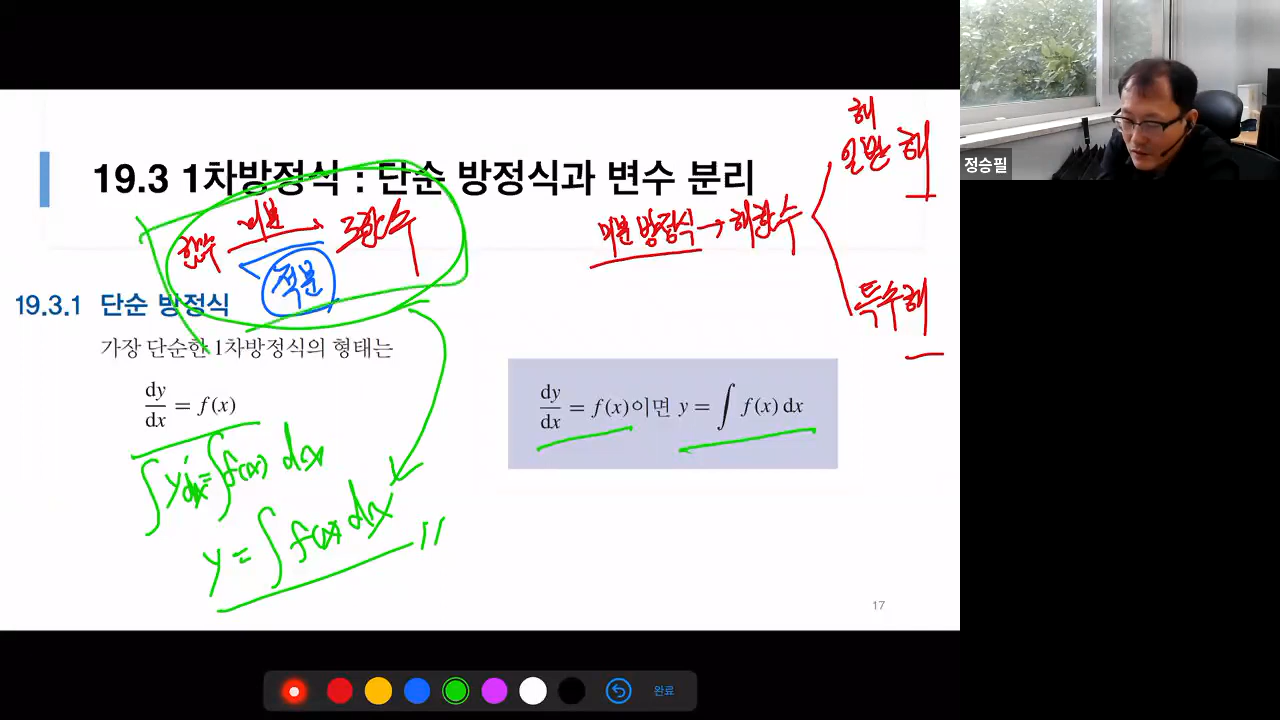 19.3 1차방정식 : 단순 방정식과 변수 분리
해
일반해
미분 방정식 → 해함수
특수해
함수 미분 도함수
적분
19.3.1 단순 방정식
가장 단순한 1차방정식의 형태는
dy/dx = f(x)
∫ y' dx = ∫ f(x) dx
y = ∫ f(x) dx
dy/dx = f(x)이면 y = ∫ f(x) dx
17
정승필
완료